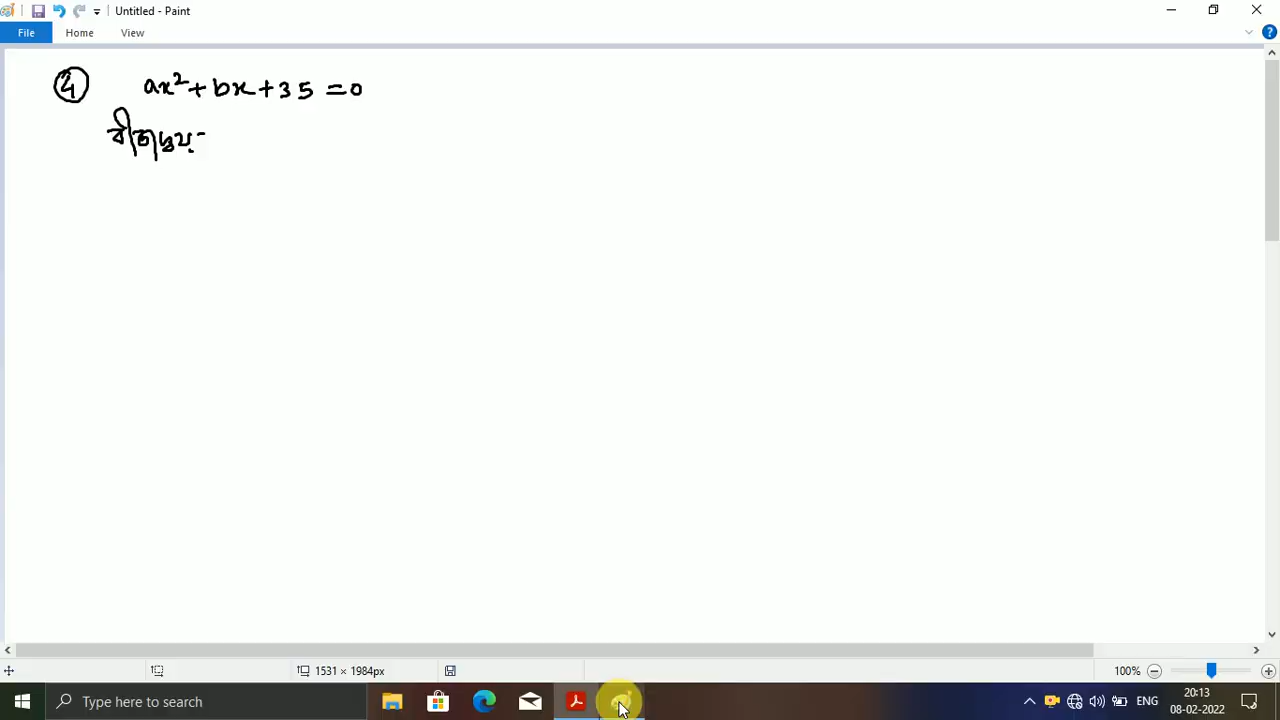 Untitled - Paint
File Home View
④ ax²+bx+35=0
বীজদ্বয় -
1531 × 1984px
100%
Type here to search
ENG
20:13
08-02-2022